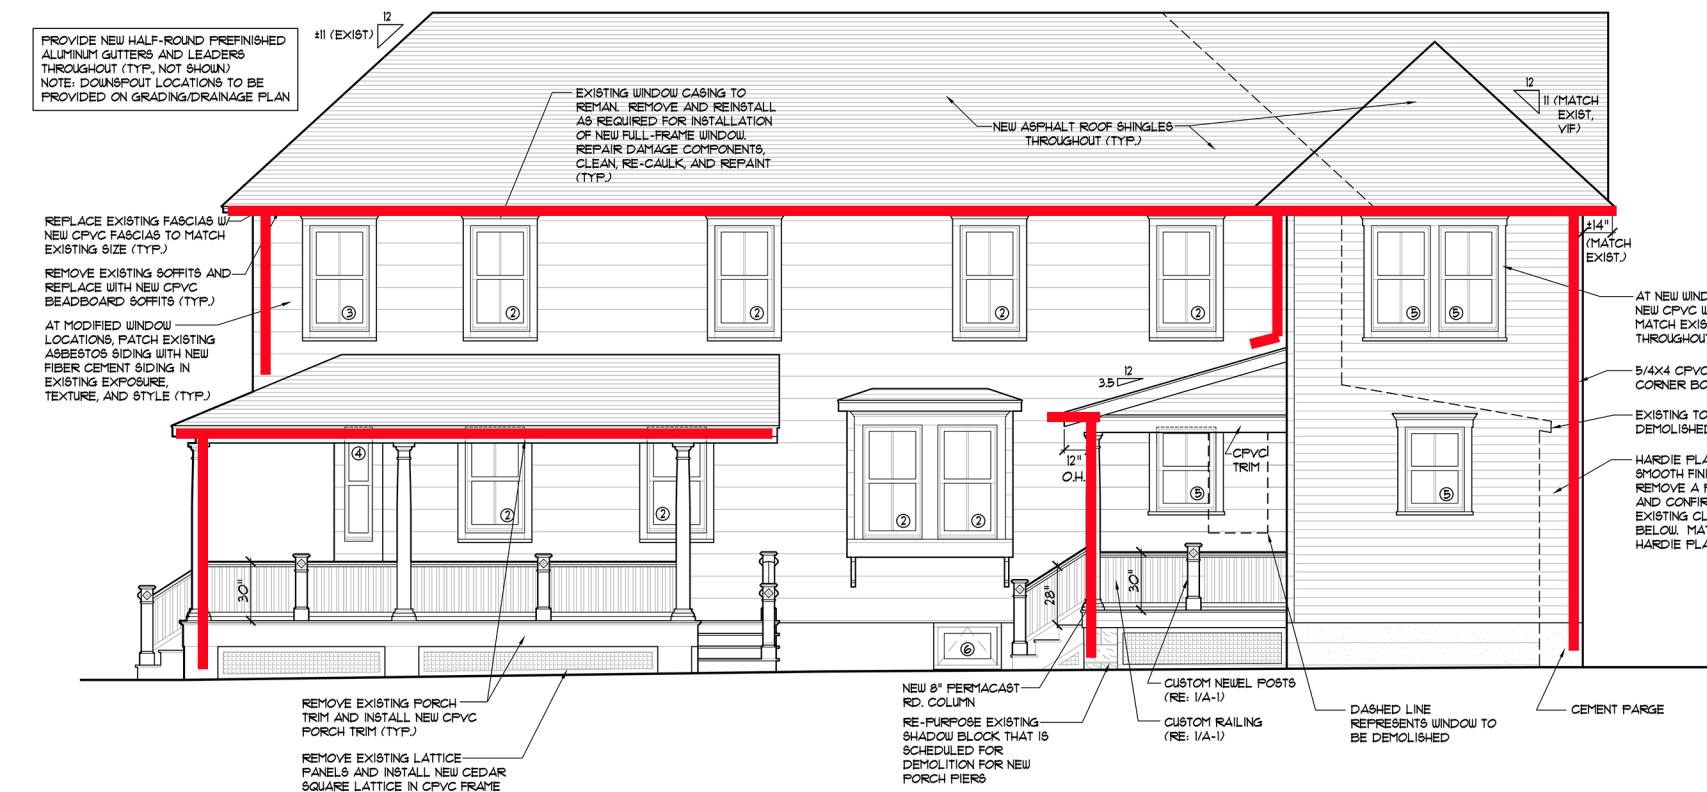 12
±11 (EXIST)
PROVIDE NEW HALF-ROUND PREFINISHED
ALUMINUM GUTTERS AND LEADERS
THROUGHOUT (TYP., NOT SHOWN)
NOTE: DOWNSPOUT LOCATIONS TO BE
PROVIDED ON GRADING/DRAINAGE PLAN
EXISTING WINDOW CASING TO
REMAN. REMOVE AND REINSTALL
AS REQUIRED FOR INSTALLATION
OF NEW FULL-FRAME WINDOW.
REPAIR DAMAGE COMPONENTS,
CLEAN, RE-CAULK, AND REPAINT
(TYP.)
NEW ASPHALT ROOF SHINGLES
THROUGHOUT (TYP.)
12
11 (MATCH
EXIST,
VIF)
REPLACE EXISTING FASCIAS W/
NEW CPVC FASCIAS TO MATCH
EXISTING SIZE (TYP.)
REMOVE EXISTING SOFFITS AND
REPLACE WITH NEW CPVC
BEADBOARD SOFFITS (TYP.)
AT MODIFIED WINDOW
LOCATIONS, PATCH EXISTING
ASBESTOS SIDING WITH NEW
FIBER CEMENT SIDING IN
EXISTING EXPOSURE,
TEXTURE, AND STYLE (TYP.)
±14"
(MATCH
EXIST.)
3
2
2
2
2
5
5
AT NEW WIND
NEW CPVC W
MATCH EXIS
THROUGHOU
5/4X4 CPVC
CORNER BO
EXISTING TO
DEMOLISHED
HARDIE PLA
SMOOTH FIN
REMOVE A F
AND CONFIR
EXISTING CL
BELOW. MA
HARDIE PLA
12
3.5
12"
O.H.
CPVC
TRIM
4
2
2
2
2
5
5
30"
28"
30"
6
REMOVE EXISTING PORCH
TRIM AND INSTALL NEW CPVC
PORCH TRIM (TYP.)
REMOVE EXISTING LATTICE
PANELS AND INSTALL NEW CEDAR
SQUARE LATTICE IN CPVC FRAME
NEW 8" PERMACAST
RD. COLUMN
RE-PURPOSE EXISTING
SHADOW BLOCK THAT IS
SCHEDULED FOR
DEMOLITION FOR NEW
PORCH PIERS
CUSTOM NEWEL POSTS
(RE: 1/A-1)
CUSTOM RAILING
(RE: 1/A-1)
DASHED LINE
REPRESENTS WINDOW TO
BE DEMOLISHED
CEMENT PARGE